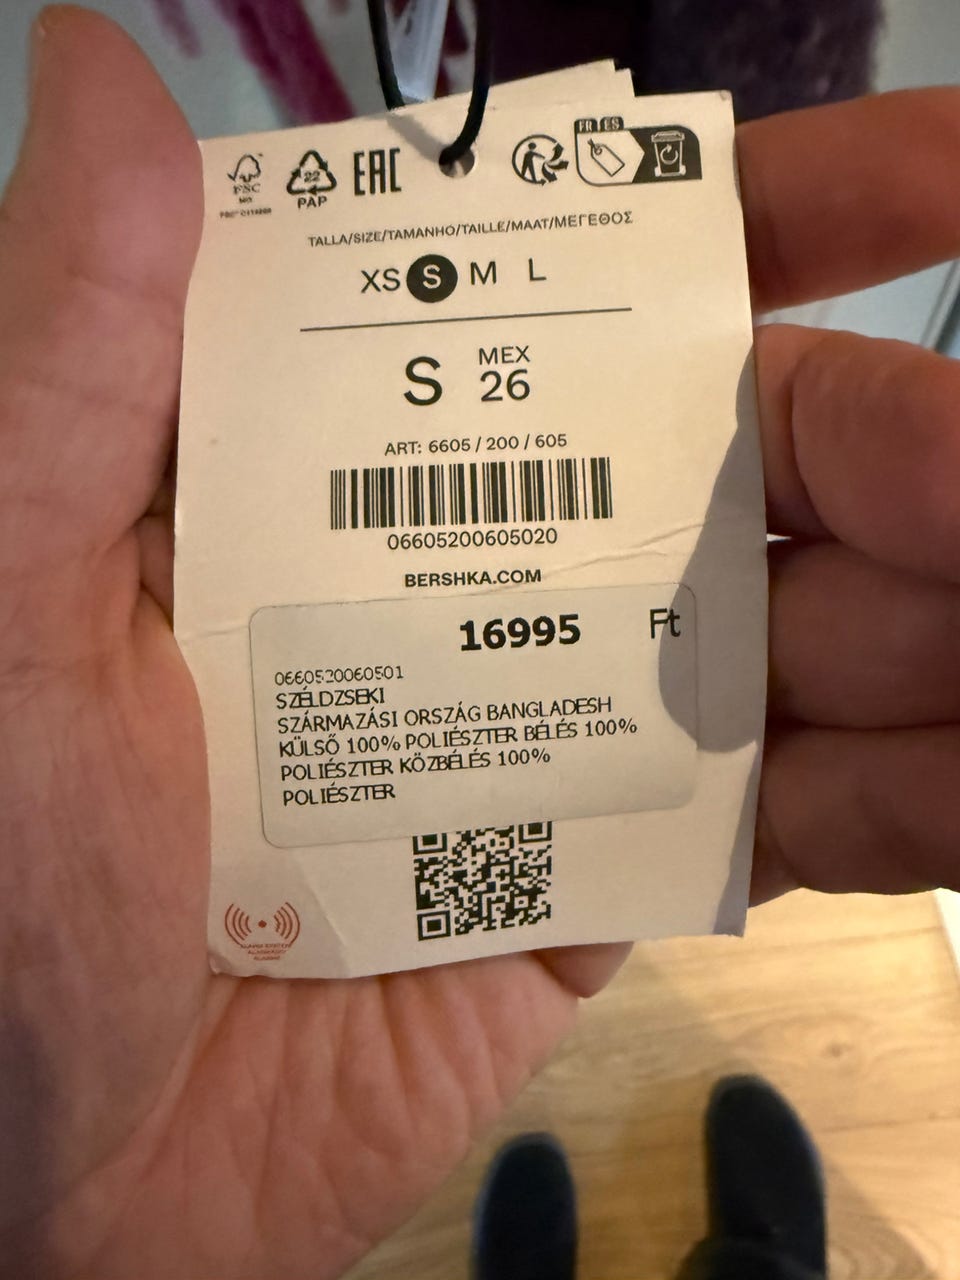 FR ES
FSC
22
PAP
EAC
TALLA/SIZE/TAMANHO/TAILLE/MAAT/ΜΕΓΕΘΟΣ
XS S M L
S MEX 26
ART: 6605 / 200 / 605
06605200605020
BERSHKA.COM
16995 Ft
0660520060501
SZÉLDZSEKI
SZÁRMAZÁSI ORSZÁG BANGLADESH
KÜLSŐ 100% POLIÉSZTER BÉLÉS 100%
POLIÉSZTER KÖZBÉLÉS 100%
POLIÉSZTER